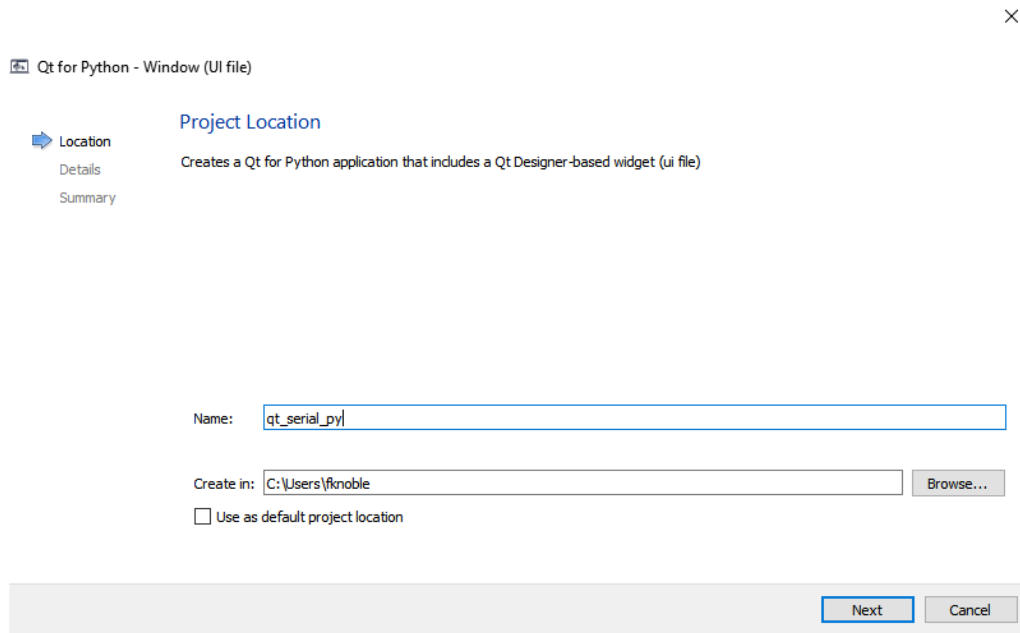 Qt for Python - Window (UI file)
Location
Details
Summary
Project Location
Creates a Qt for Python application that includes a Qt Designer-based widget (ui file)
Name: qt_serial_py
Create in: C:\Users\fknoble Browse...
Use as default project location
Next Cancel